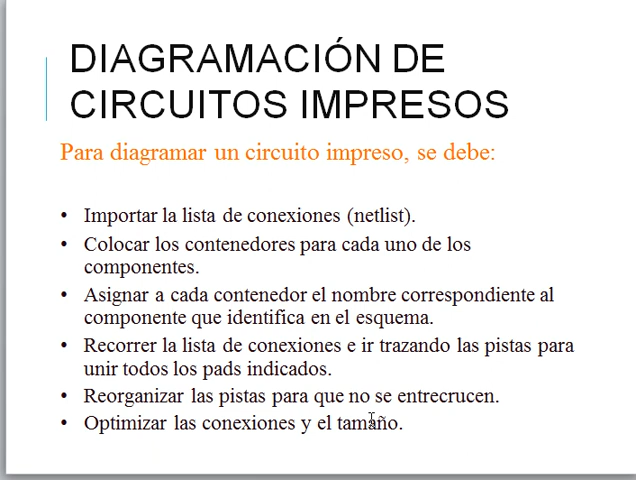 DIAGRAMACIÓN DE
CIRCUITOS IMPRESOS
Para diagramar un circuito impreso, se debe:
• Importar la lista de conexiones (netlist).
• Colocar los contenedores para cada uno de los
componentes.
• Asignar a cada contenedor el nombre correspondiente al
componente que identifica en el esquema.
• Recorrer la lista de conexiones e ir trazando las pistas para
unir todos los pads indicados.
• Reorganizar las pistas para que no se entrecrucen.
• Optimizar las conexiones y el tamaño.